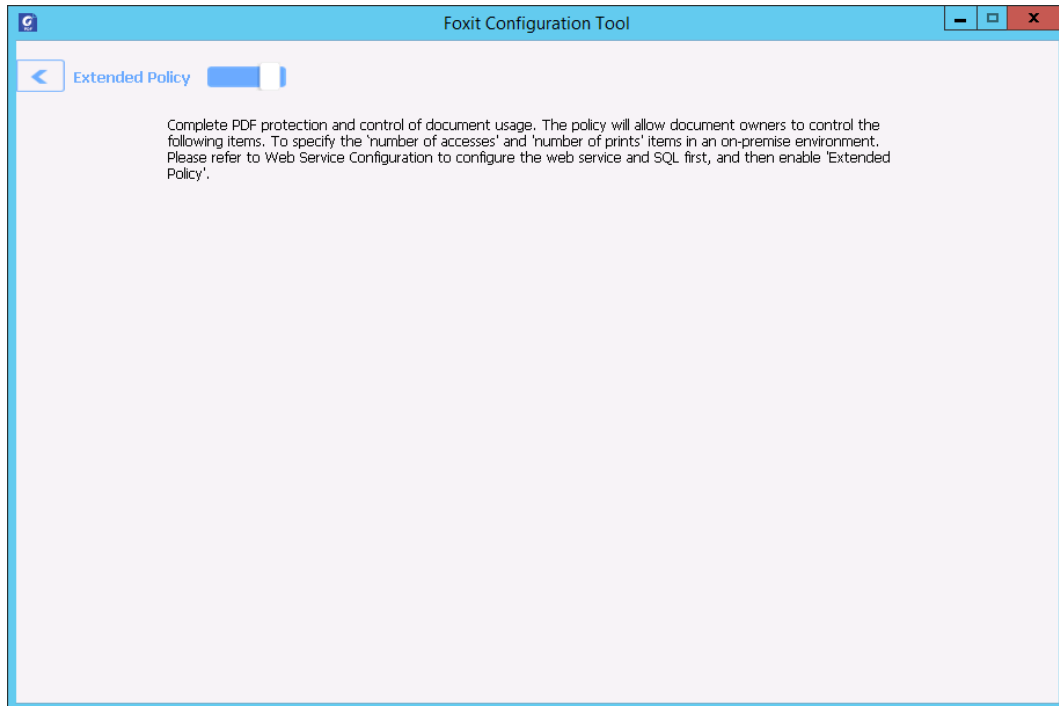 Foxit Configuration Tool
Extended Policy
Complete PDF protection and control of document usage. The policy will allow document owners to control the
following items. To specify the 'number of accesses' and 'number of prints' items in an on-premise environment.
Please refer to Web Service Configuration to configure the web service and SQL first, and then enable 'Extended
Policy'.